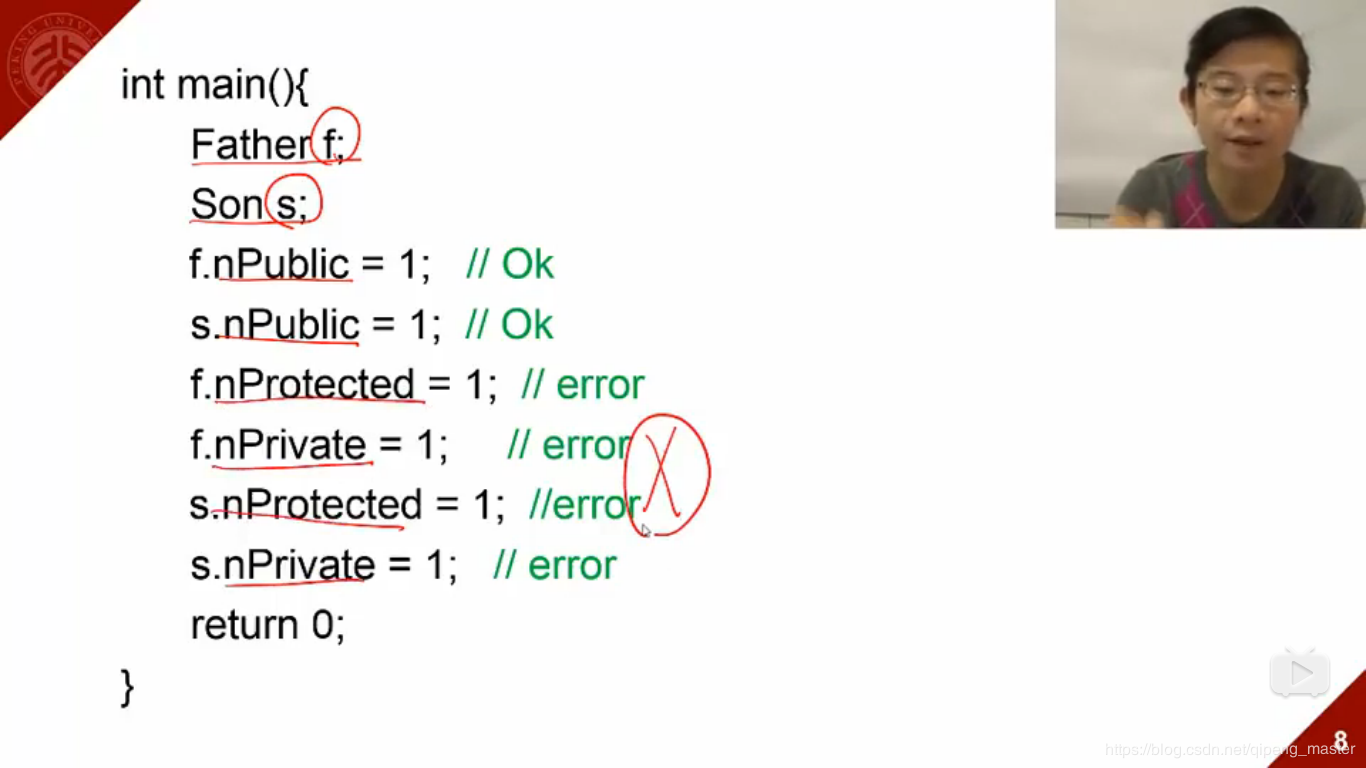 PEKING UNIVERSITY
int main(){
Father f;
Son s;
f.nPublic = 1; // Ok
s.nPublic = 1; // Ok
f.nProtected = 1; // error
f.nPrivate = 1; // error
s.nProtected = 1; //error
s.nPrivate = 1; // error
return 0;
}
8
https://blog.csdn.net/qipang_master